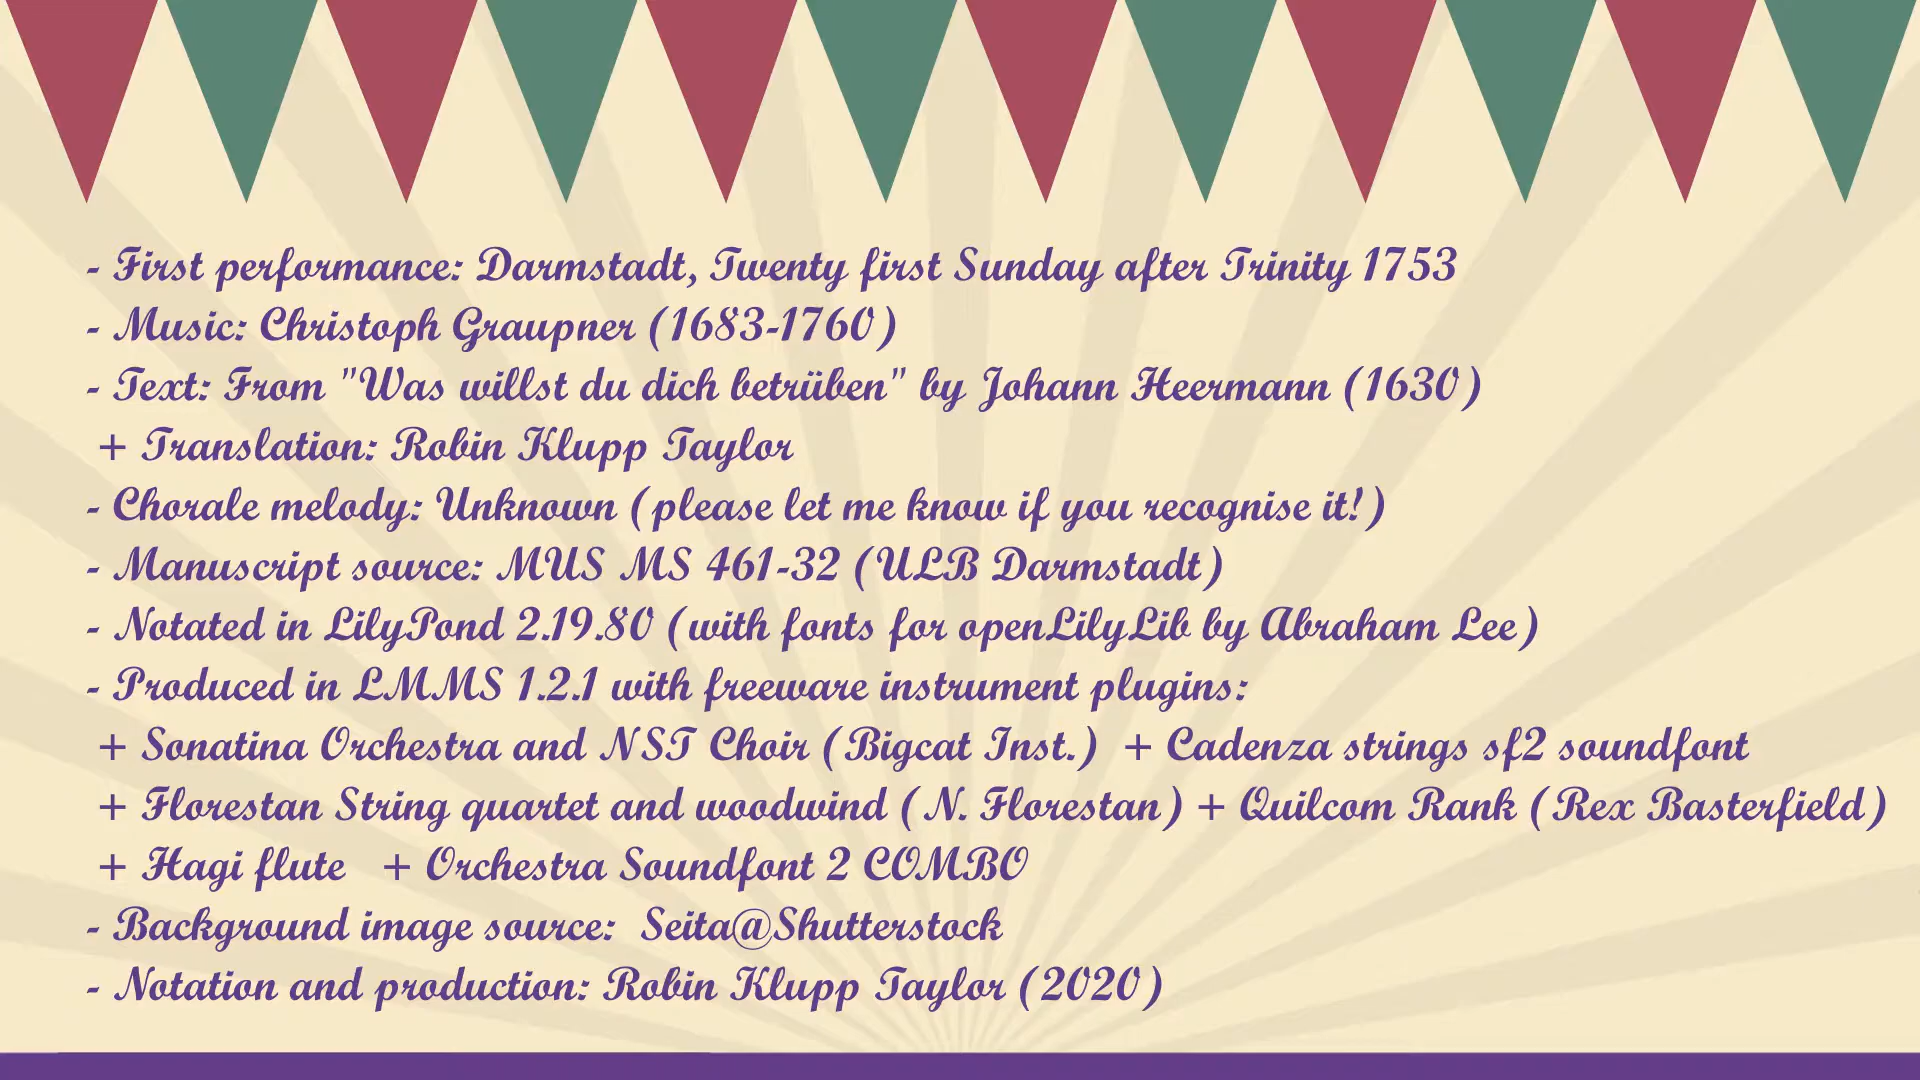 - First performance: Darmstadt, Twenty first Sunday after Trinity 1753
- Music: Christoph Graupner (1683-1760)
- Text: From "Was willst du dich betrüben" by Johann Heermann (1630)
+ Translation: Robin Klupp Taylor
- Chorale melody: Unknown (please let me know if you recognise it!)
- Manuscript source: MUS MS 461-32 (ULB Darmstadt)
- Notated in LilyPond 2.19.80 (with fonts for openLilyLib by Abraham Lee)
- Produced in LMMS 1.2.1 with freeware instrument plugins:
+ Sonatina Orchestra and NST Choir (Bigcat Inst.) + Cadenza strings sf2 soundfont
+ Florestan String quartet and woodwind (N. Florestan) + Quilcom Rank (Rex Basterfield)
+ Hagi flute + Orchestra Soundfont 2 COMBO
- Background image source: Seita@Shutterstock
- Notation and production: Robin Klupp Taylor (2020)